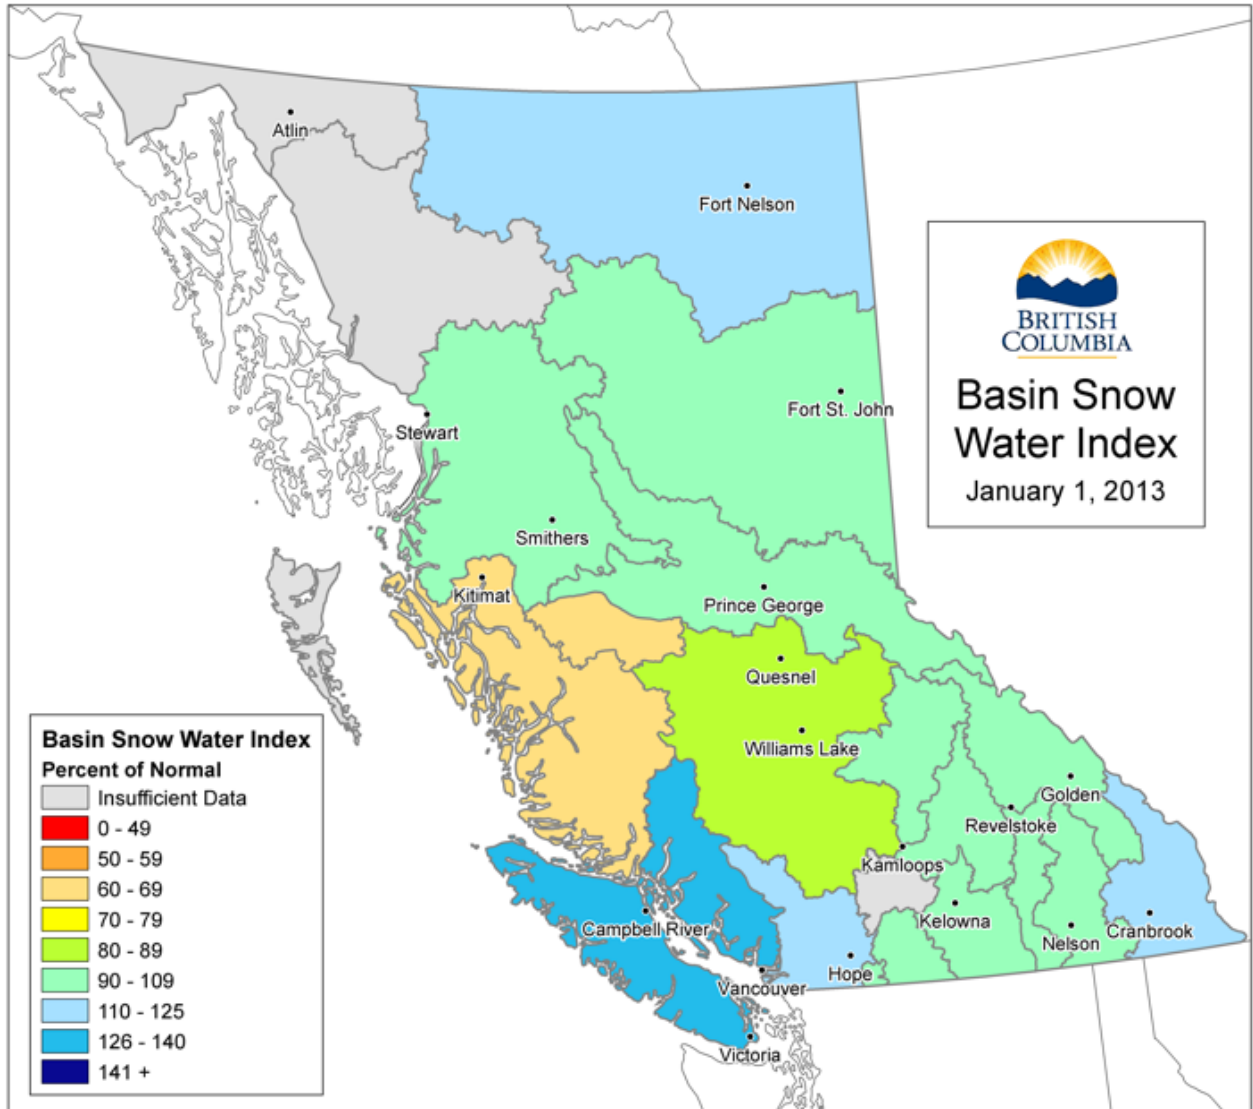 Atlin
Fort Nelson
BRITISH
COLUMBIA
Basin Snow
Water Index
January 1, 2013
Fort St. John
Stewart
Smithers
Kitimat
Prince George
Quesnel
Williams Lake
Golden
Revelstoke
Kamloops
Kelowna
Nelson
Cranbrook
Campbell River
Hope
Vancouver
Victoria
Basin Snow Water Index
Percent of Normal
Insufficient Data
0 - 49
50 - 59
60 - 69
70 - 79
80 - 89
90 - 109
110 - 125
126 - 140
141 +